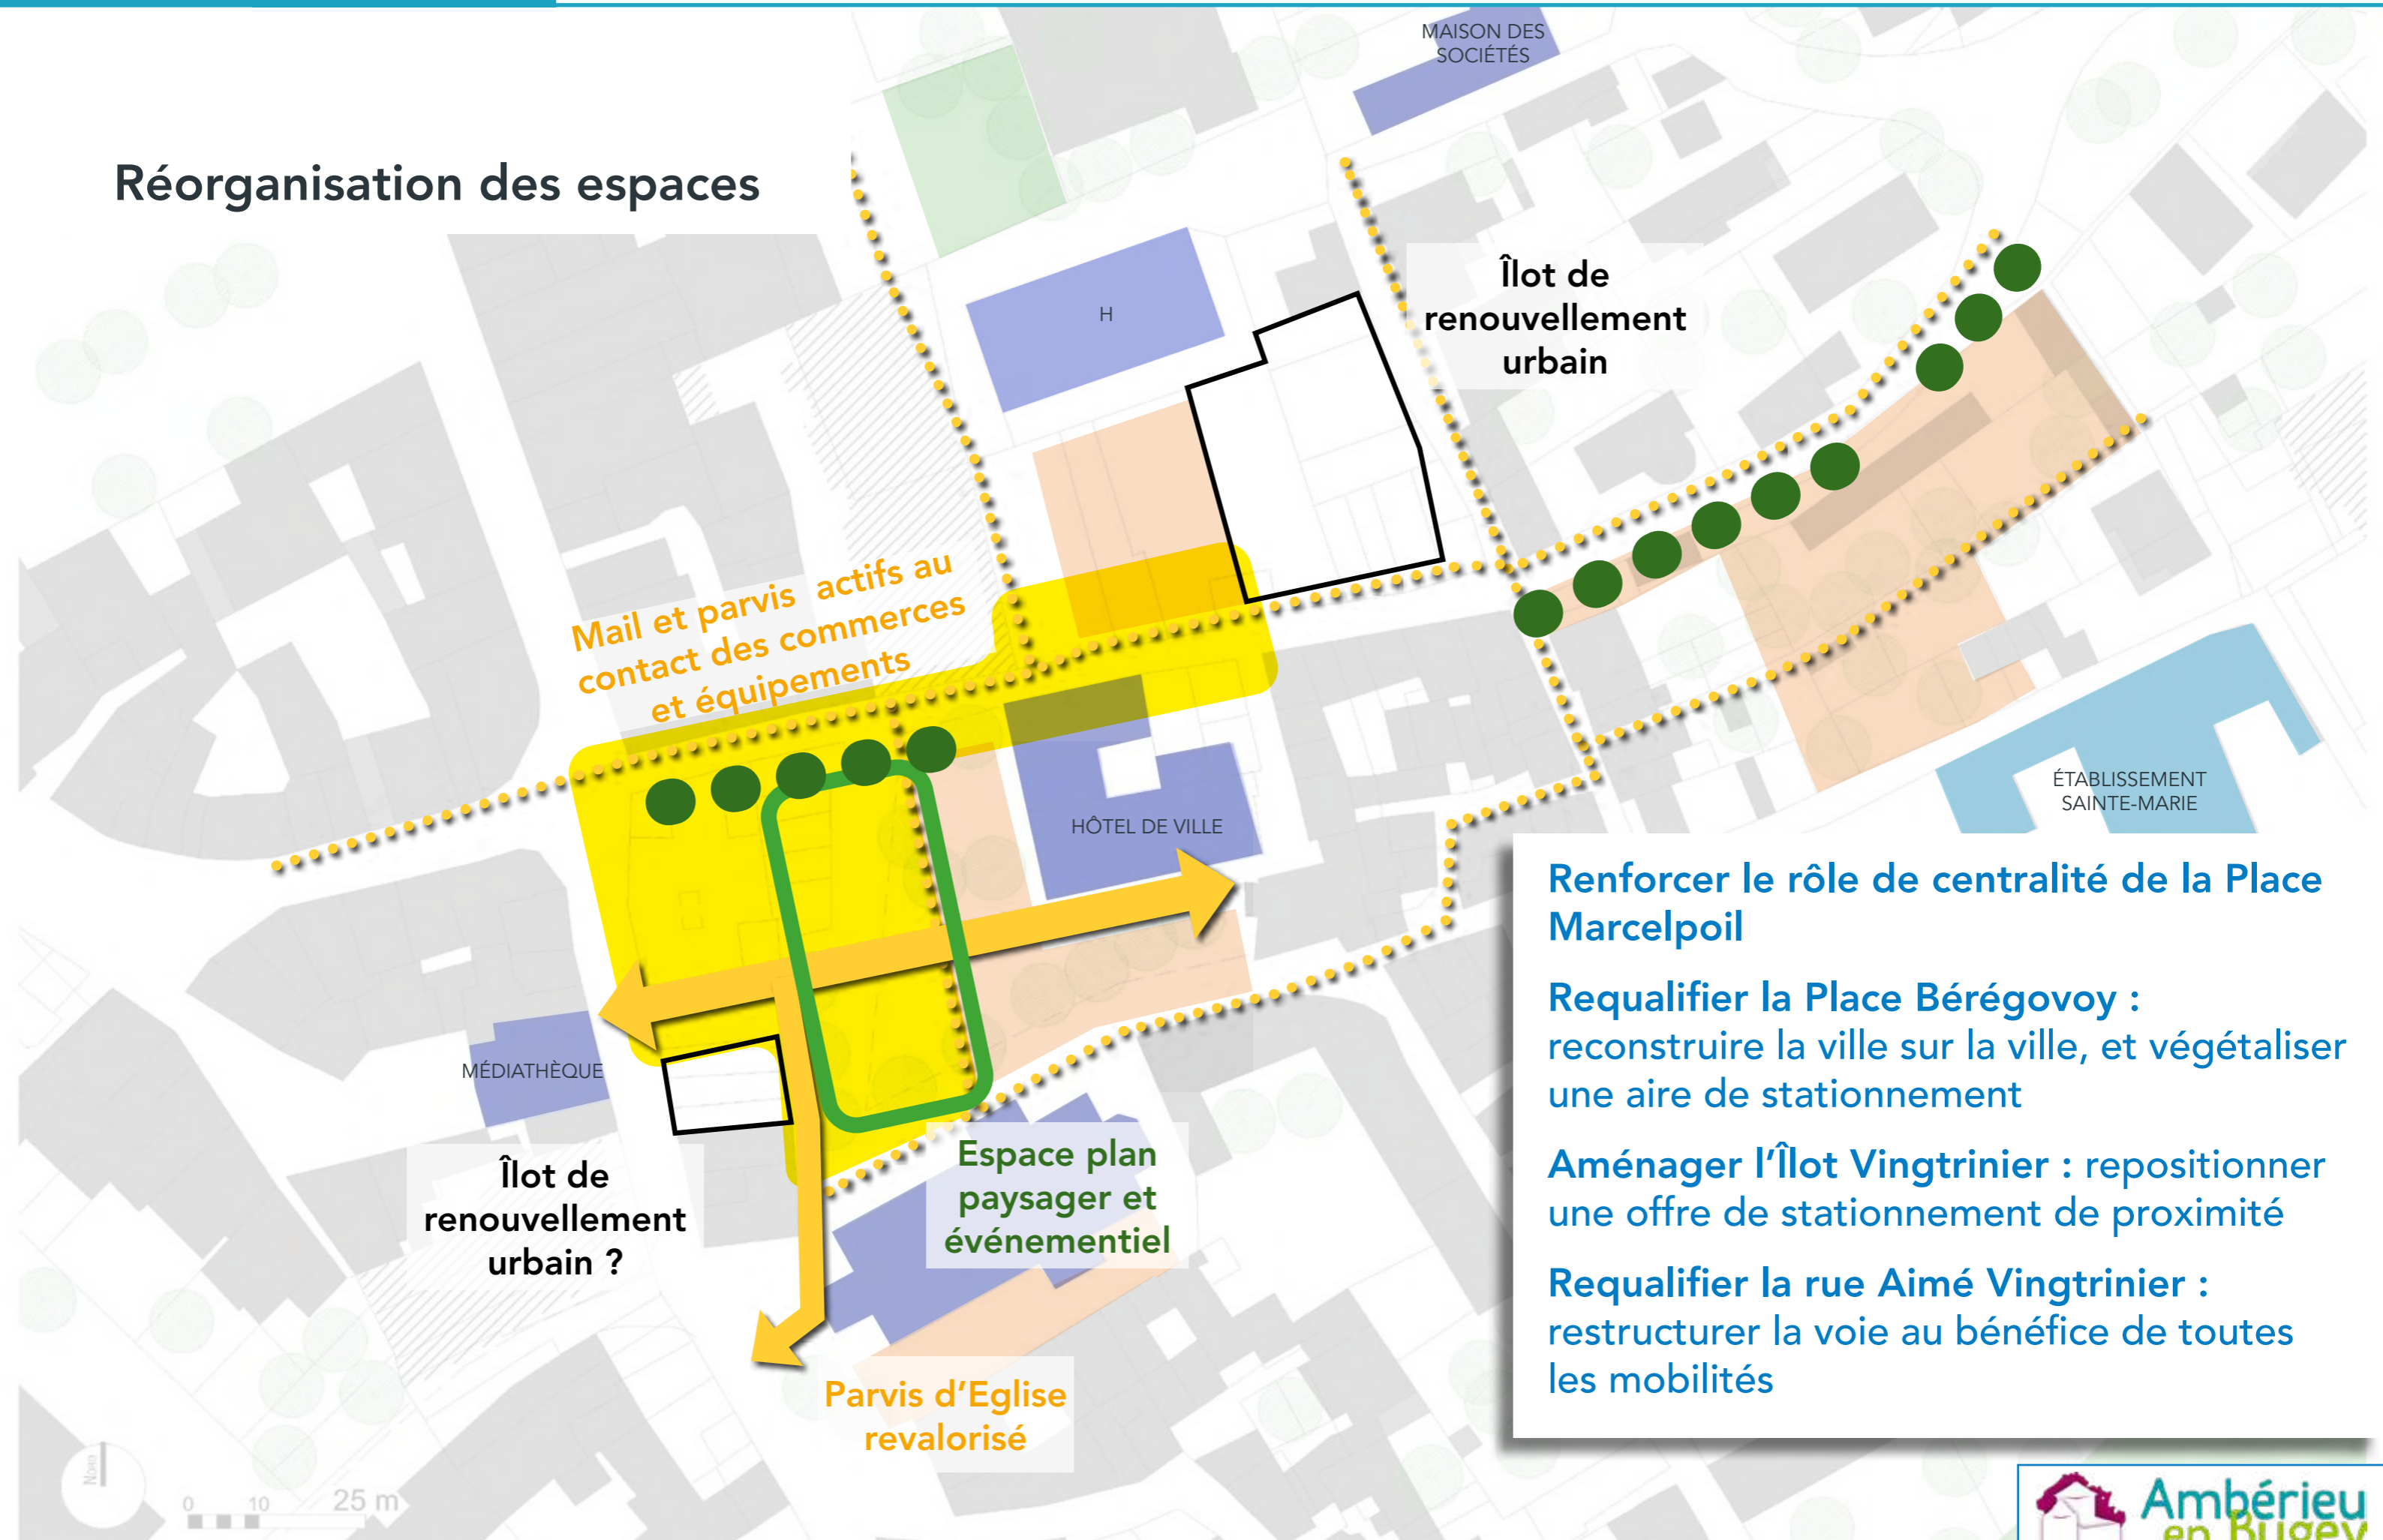 MAISON DES
SOCIÉTÉS
Réorganisation des espaces
H
Îlot de
renouvellement
urbain
Mail et parvis actifs au
contact des commerces
et équipements
HÔTEL DE VILLE
ÉTABLISSEMENT
SAINTE-MARIE
MÉDIATHÈQUE
Îlot de
renouvellement
urbain ?
Espace plan
paysager et
événementiel
Parvis d'Eglise
revalorisé
Renforcer le rôle de centralité de la Place
Marcelpoil
Requalifier la Place Bérégovoy :
reconstruire la ville sur la ville, et végétaliser
une aire de stationnement
Aménager l'Îlot Vingtrinier : repositionner
une offre de stationnement de proximité
Requalifier la rue Aimé Vingtrinier :
restructurer la voie au bénéfice de toutes
les mobilités
NORD
0 10 25 m
Ambérieu
en Bugey